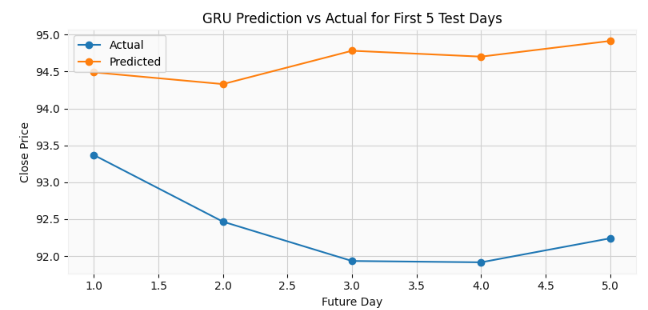 GRU Prediction vs Actual for First 5 Test Days
Actual
Predicted
Close Price
95.0
94.5
94.0
93.5
93.0
92.5
92.0
1.0 1.5 2.0 2.5 3.0 3.5 4.0 4.5 5.0
Future Day